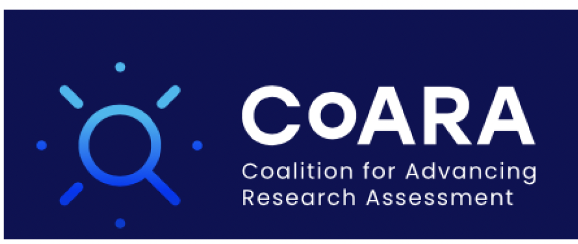 CoARA
Coalition for Advancing
Research Assessment